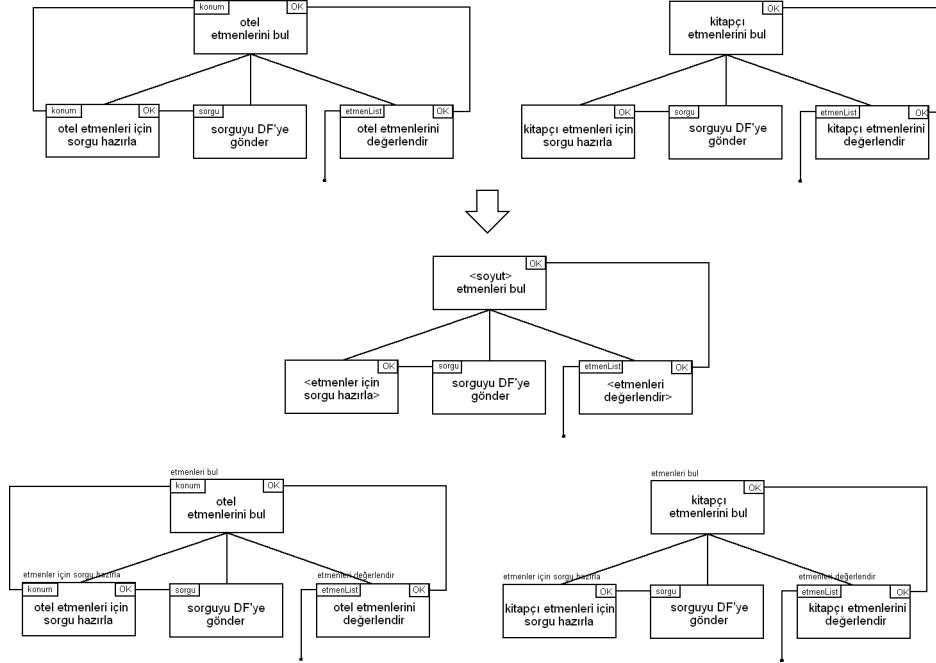 konum OK
otel
etmenlerini bul
konum OK
otel etmenleri için
sorgu hazırla
sorgu
sorguyu DF'ye
gönder
etmenList OK
otel etmenlerini
değerlendir
OK
kitapçı
etmenlerini bul
OK
kitapçı etmenleri için
sorgu hazırla
sorgu
sorguyu DF'ye
gönder
etmenList OK
kitapçı etmenlerini
değerlendir
OK
<soyut>
etmenleri bul
OK
<etmenler için
sorgu hazırla>
sorgu
sorguyu DF'ye
gönder
etmenList OK
<etmenleri
değerlendir>
etmenleri bul
konum OK
otel
etmenlerini bul
etmenler için sorgu hazırla
konum OK
otel etmenleri için
sorgu hazırla
sorgu
sorguyu DF'ye
gönder
etmenleri değerlendir
etmenList OK
otel etmenlerini
değerlendir
etmenleri bul
OK
kitapçı
etmenlerini bul
etmenler için sorgu hazırla
OK
kitapçı etmenleri için
sorgu hazırla
sorgu
sorguyu DF'ye
gönder
etmenleri değerlendir
etmenList OK
kitapçı etmenlerini
değerlendir